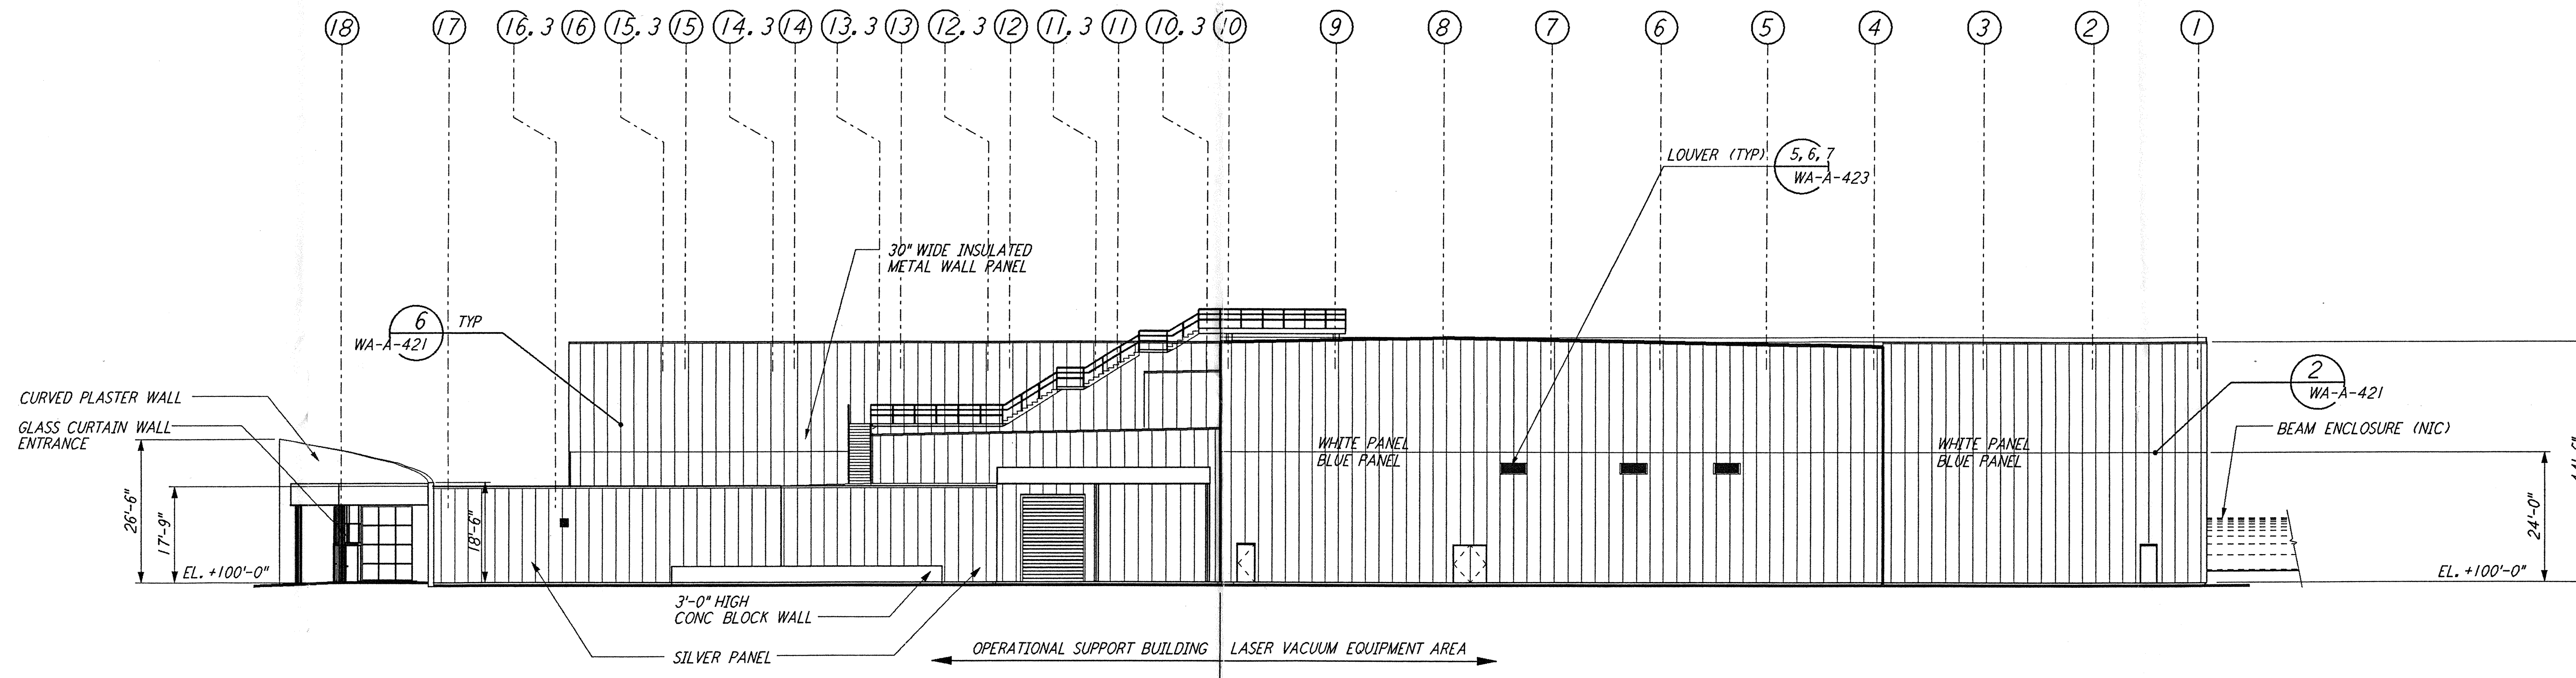 18 17 16.3 16 15.3 15 14.3 14 13.3 13 12.3 12 11.3 11 10.3 10 9 8 7 6 5 4 3 2 1
LOUVER (TYP) 5, 6, 7
WA-A-423
30" WIDE INSULATED
METAL WALL PANEL
6 TYP
WA-A-421
2
WA-A-421
CURVED PLASTER WALL
GLASS CURTAIN WALL
ENTRANCE
WHITE PANEL
BLUE PANEL
WHITE PANEL
BLUE PANEL
BEAM ENCLOSURE (NIC)
26'-6"
17'-9"
18'-6"
24'-0"
EL. +100'-0"
EL. +100'-0"
3'-0" HIGH
CONC BLOCK WALL
SILVER PANEL
OPERATIONAL SUPPORT BUILDING
LASER VACUUM EQUIPMENT AREA